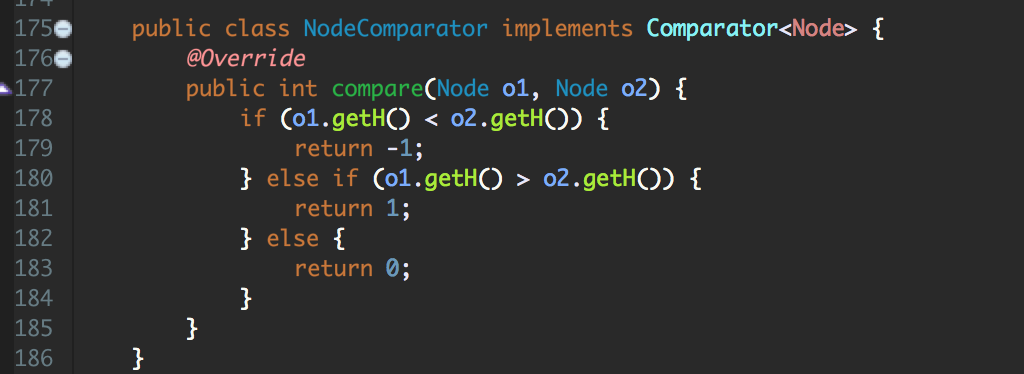 175 public class NodeComparator implements Comparator<Node> {
176 @Override
177 public int compare(Node o1, Node o2) {
178 if (o1.getH() < o2.getH()) {
179 return -1;
180 } else if (o1.getH() > o2.getH()) {
181 return 1;
182 } else {
183 return 0;
184 }
185 }
186 }